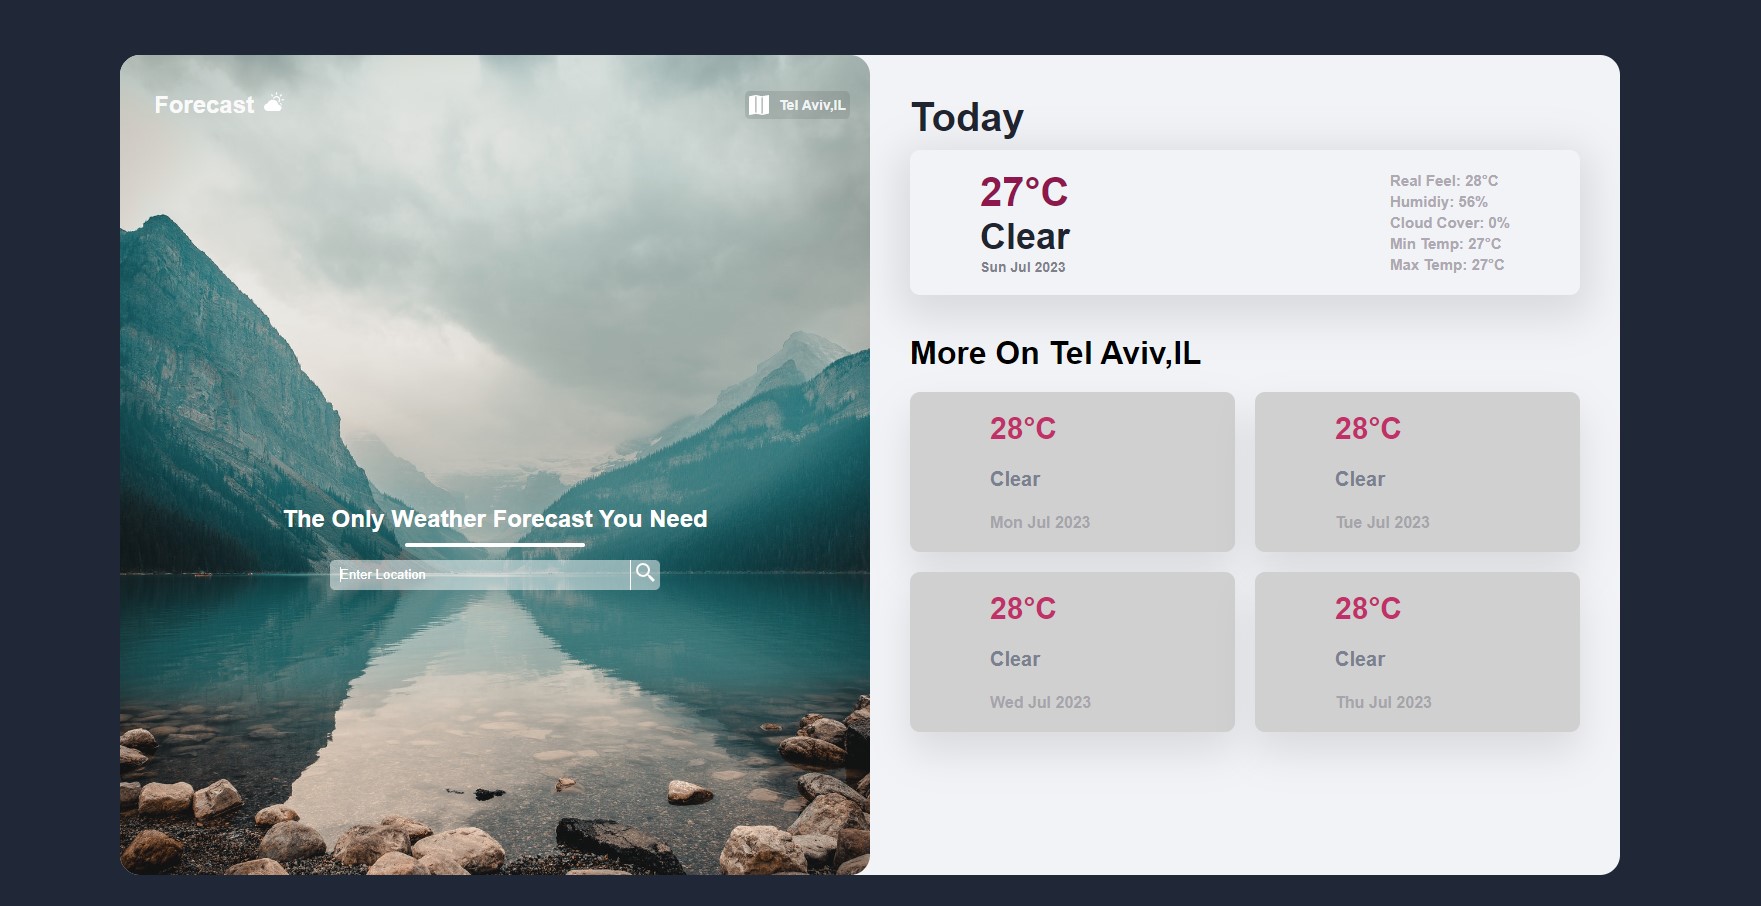 Forecast
Tel Aviv,IL
The Only Weather Forecast You Need
Enter Location
Today
27°C
Clear
Sun Jul 2023
Real Feel: 28°C
Humidiy: 56%
Cloud Cover: 0%
Min Temp: 27°C
Max Temp: 27°C
More On Tel Aviv,IL
28°C
Clear
Mon Jul 2023
28°C
Clear
Tue Jul 2023
28°C
Clear
Wed Jul 2023
28°C
Clear
Thu Jul 2023